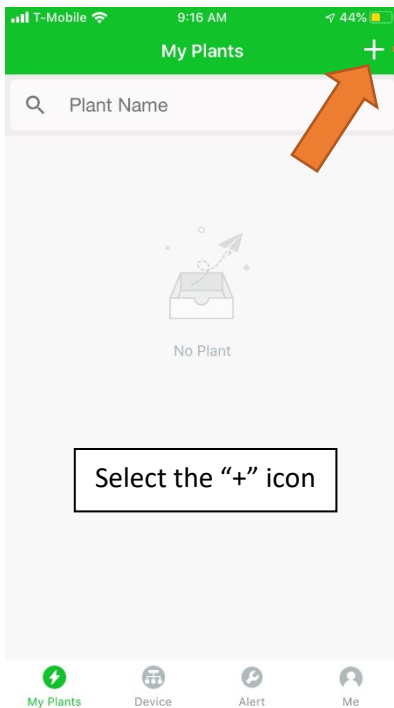 T-Mobile 9:16 AM 44%
My Plants +
Plant Name
No Plant
Select the “+” icon
My Plants Device Alert Me